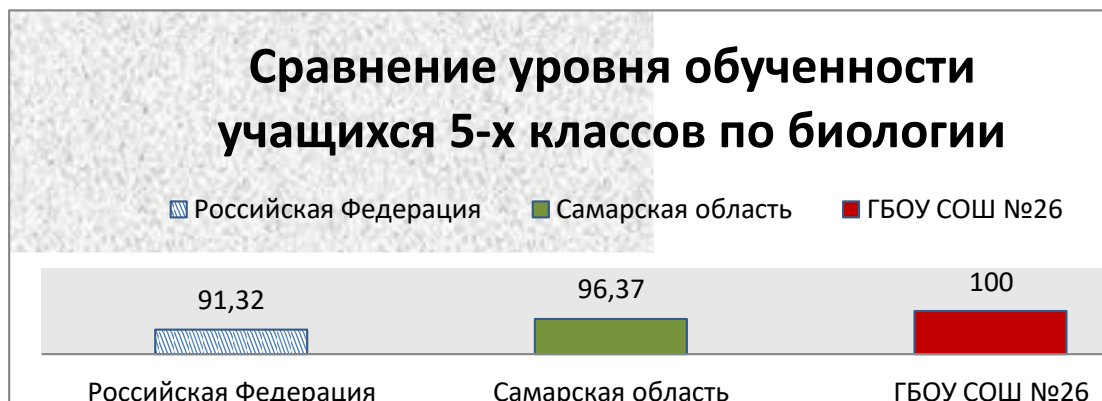 Сравнение уровня обученности
учащихся 5-х классов по биологии
Российская Федерация Самарская область ГБОУ СОШ №26
91,32 96,37 100
Российская Федерация Самарская область ГБОУ СОШ №26